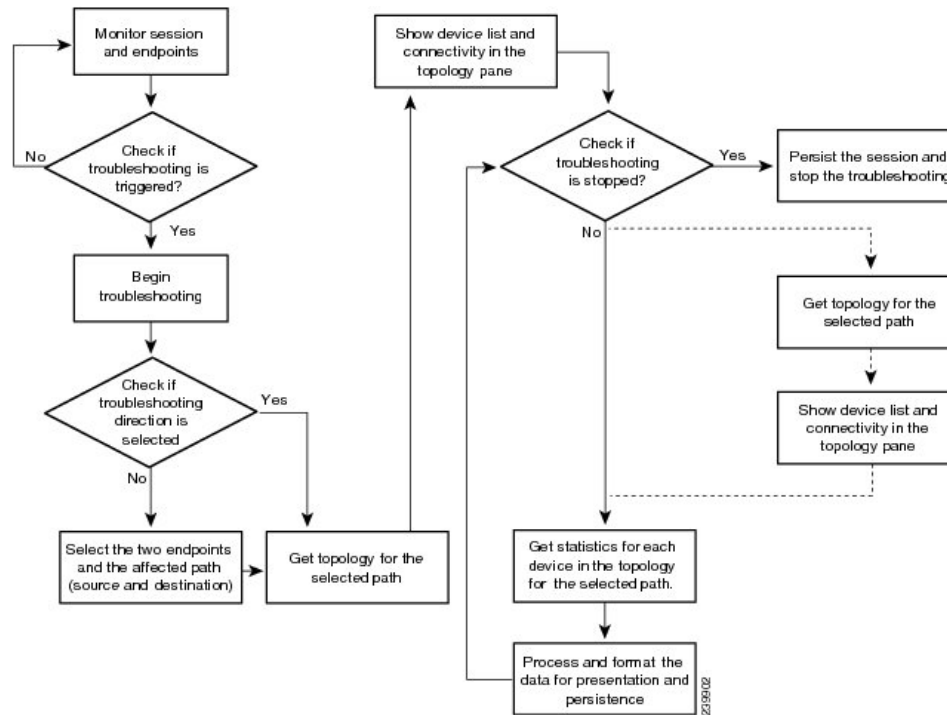 Monitor session
and endpoints
No
Check if
troubleshooting is
triggered?
Yes
Begin
troubleshooting
Check if
troubleshooting
direction is
selected
Yes
No
Select the two endpoints
and the affected path
(source and destination)
Get topology for the
selected path
Show device list and
connectivity in the
topology pane
Check if
troubleshooting
is stopped?
Yes
Persist the session and
stop the troubleshooting
No
Get topology for the
selected path
Show device list and
connectivity in the
topology pane
Get statistics for each
device in the topology
for the selected path.
Process and format the
data for presentation and
persistence
239902